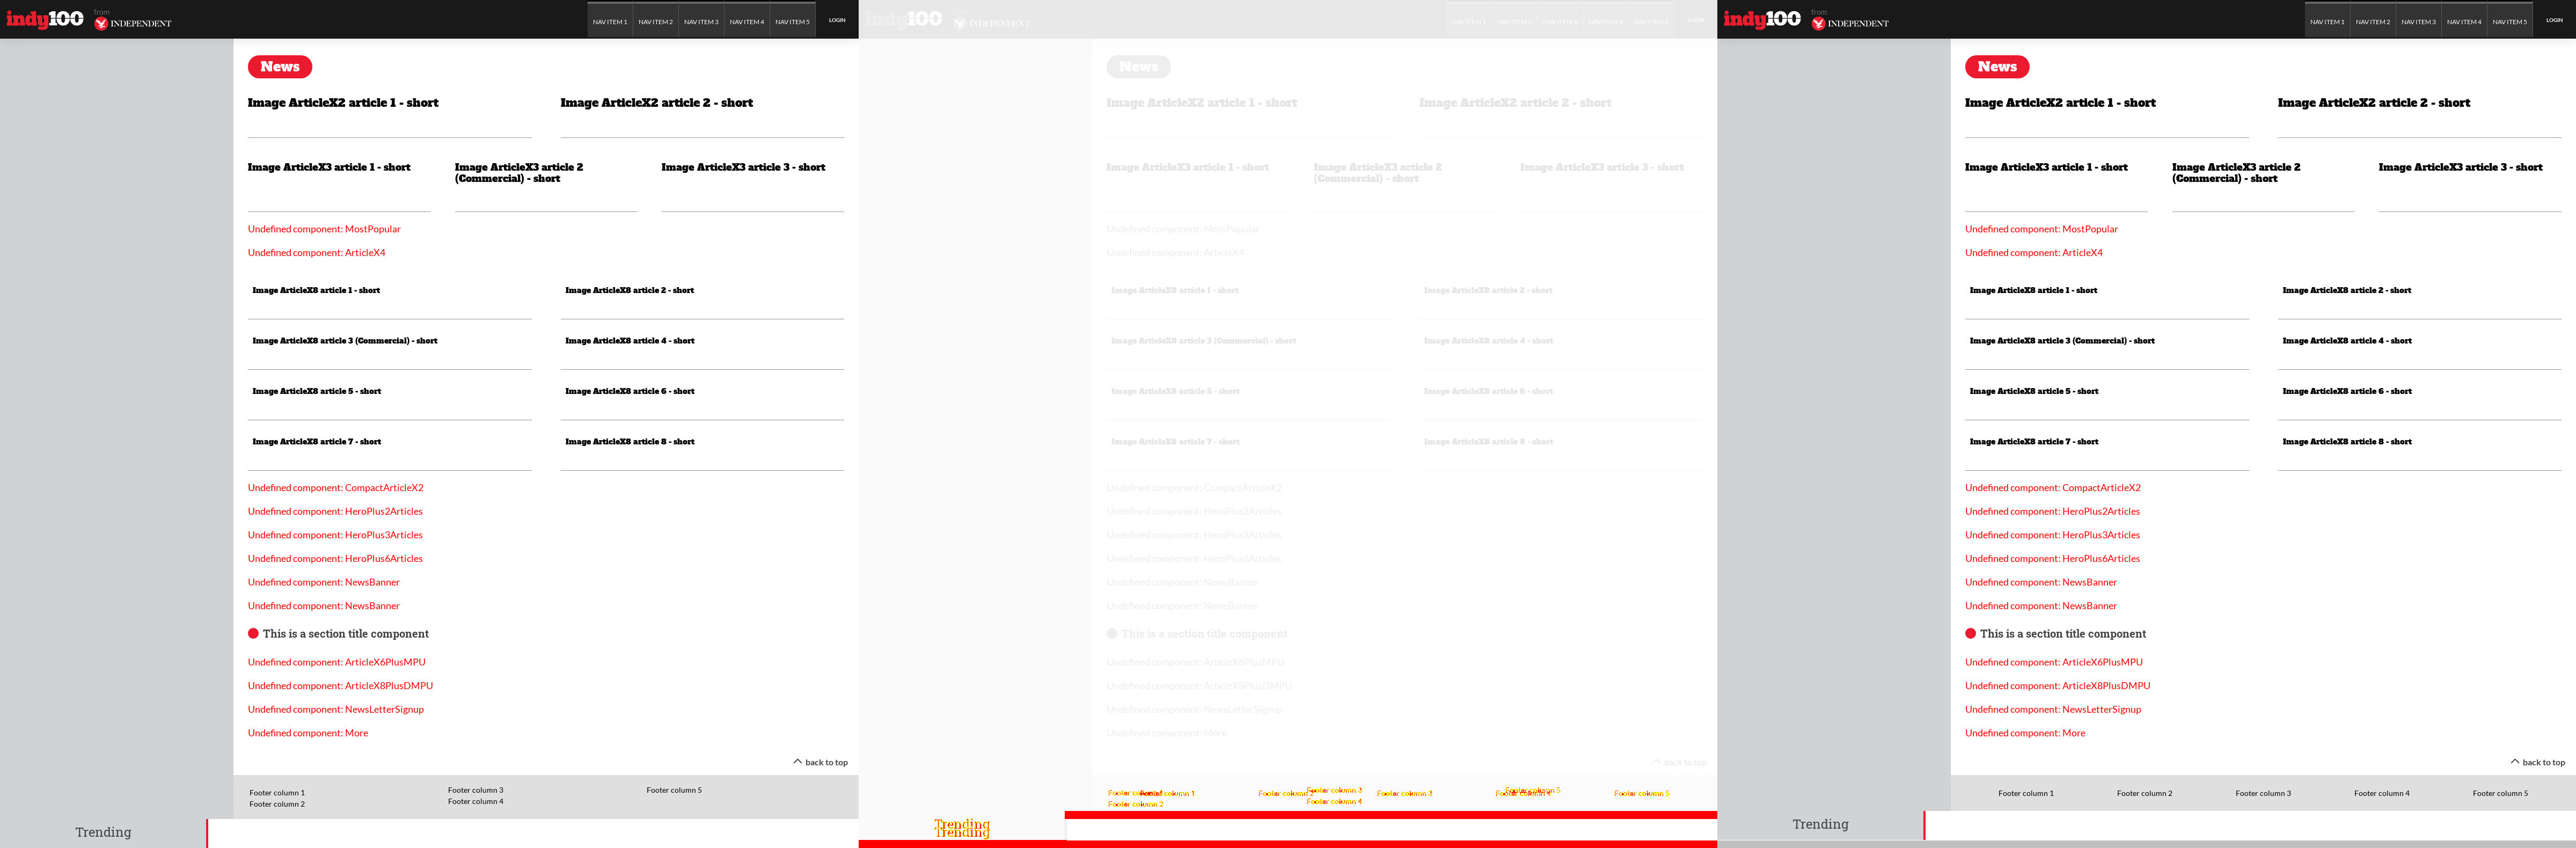 indy100 from INDEPENDENT NAV ITEM 1 NAV ITEM 2 NAV ITEM 3 NAV ITEM 4 NAV ITEM 5 LOGIN
News
Image ArticleX2 article 1 - short Image ArticleX2 article 2 - short
Image ArticleX3 article 1 - short Image ArticleX3 article 2 Image ArticleX3 article 3 - short
(Commercial) - short
Undefined component: MostPopular
Undefined component: ArticleX4
Image ArticleX8 article 1 - short Image ArticleX8 article 2 - short
Image ArticleX8 article 3 (Commercial) - short Image ArticleX8 article 4 - short
Image ArticleX8 article 5 - short Image ArticleX8 article 6 - short
Image ArticleX8 article 7 - short Image ArticleX8 article 8 - short
Undefined component: CompactArticleX2
Undefined component: HeroPlus2Articles
Undefined component: HeroPlus3Articles
Undefined component: HeroPlus6Articles
Undefined component: NewsBanner
Undefined component: NewsBanner
This is a section title component
Undefined component: ArticleX6PlusMPU
Undefined component: ArticleX8PlusDMPU
Undefined component: NewsLetterSignup
Undefined component: More
back to top
Footer column 1 Footer column 3 Footer column 5
Footer column 2 Footer column 4
Trending
indy100 from INDEPENDENT NAV ITEM 1 NAV ITEM 2 NAV ITEM 3 NAV ITEM 4 NAV ITEM 5 LOGIN
News
Image ArticleX2 article 1 - short Image ArticleX2 article 2 - short
Image ArticleX3 article 1 - short Image ArticleX3 article 2 Image ArticleX3 article 3 - short
(Commercial) - short
Undefined component: MostPopular
Undefined component: ArticleX4
Image ArticleX8 article 1 - short Image ArticleX8 article 2 - short
Image ArticleX8 article 3 (Commercial) - short Image ArticleX8 article 4 - short
Image ArticleX8 article 5 - short Image ArticleX8 article 6 - short
Image ArticleX8 article 7 - short Image ArticleX8 article 8 - short
Undefined component: CompactArticleX2
Undefined component: HeroPlus2Articles
Undefined component: HeroPlus3Articles
Undefined component: HeroPlus6Articles
Undefined component: NewsBanner
Undefined component: NewsBanner
This is a section title component
Undefined component: ArticleX6PlusMPU
Undefined component: ArticleX8PlusDMPU
Undefined component: NewsLetterSignup
Undefined component: More
back to top
Footer column 3 Footer column 5
Footer column 1 Footer column 2 Footer column 3 Footer column 5
Footer column 2 Footer column 4
Trending
Trending
indy100 from INDEPENDENT NAV ITEM 1 NAV ITEM 2 NAV ITEM 3 NAV ITEM 4 NAV ITEM 5 LOGIN
News
Image ArticleX2 article 1 - short Image ArticleX2 article 2 - short
Image ArticleX3 article 1 - short Image ArticleX3 article 2 Image ArticleX3 article 3 - short
(Commercial) - short
Undefined component: MostPopular
Undefined component: ArticleX4
Image ArticleX8 article 1 - short Image ArticleX8 article 2 - short
Image ArticleX8 article 3 (Commercial) - short Image ArticleX8 article 4 - short
Image ArticleX8 article 5 - short Image ArticleX8 article 6 - short
Image ArticleX8 article 7 - short Image ArticleX8 article 8 - short
Undefined component: CompactArticleX2
Undefined component: HeroPlus2Articles
Undefined component: HeroPlus3Articles
Undefined component: HeroPlus6Articles
Undefined component: NewsBanner
Undefined component: NewsBanner
This is a section title component
Undefined component: ArticleX6PlusMPU
Undefined component: ArticleX8PlusDMPU
Undefined component: NewsLetterSignup
Undefined component: More
back to top
Footer column 1 Footer column 2 Footer column 3 Footer column 4 Footer column 5
Trending